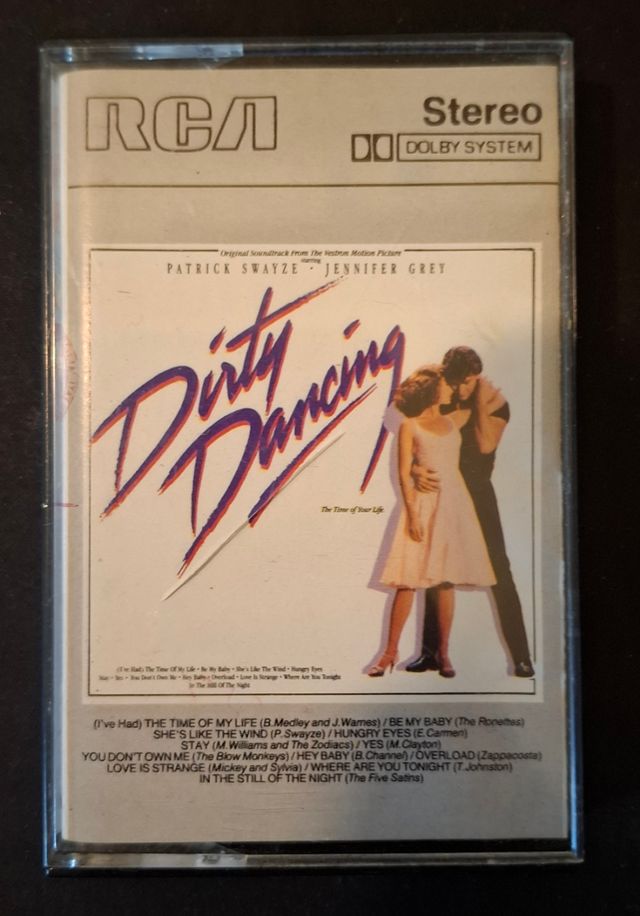 RCA
Stereo
DOLBY SYSTEM
Original Soundtrack From The Vestron Motion Picture
starring
PATRICK SWAYZE · JENNIFER GREY
Dirty
Dancing
The Time of Your Life
(I've Had) The Time Of My Life • Be My Baby • She's Like The Wind • Hungry Eyes
Stay • Yes • You Don't Own Me • Hey Baby • Overload • Love Is Strange • Where Are You Tonight
In The Still Of The Night
(I've Had) THE TIME OF MY LIFE (B.Medley and J.Warnes) / BE MY BABY (The Ronettes)
SHE'S LIKE THE WIND (P.Swayze) / HUNGRY EYES (E.Carmen)
STAY (M.Williams and The Zodiacs) / YES (M.Clayton)
YOU DON'T OWN ME (The Blow Monkeys) / HEY BABY (B.Channel) / OVERLOAD (Zappacosta)
LOVE IS STRANGE (Mickey and Sylvia) / WHERE ARE YOU TONIGHT (T.Johnston)
IN THE STILL OF THE NIGHT (The Five Satins)